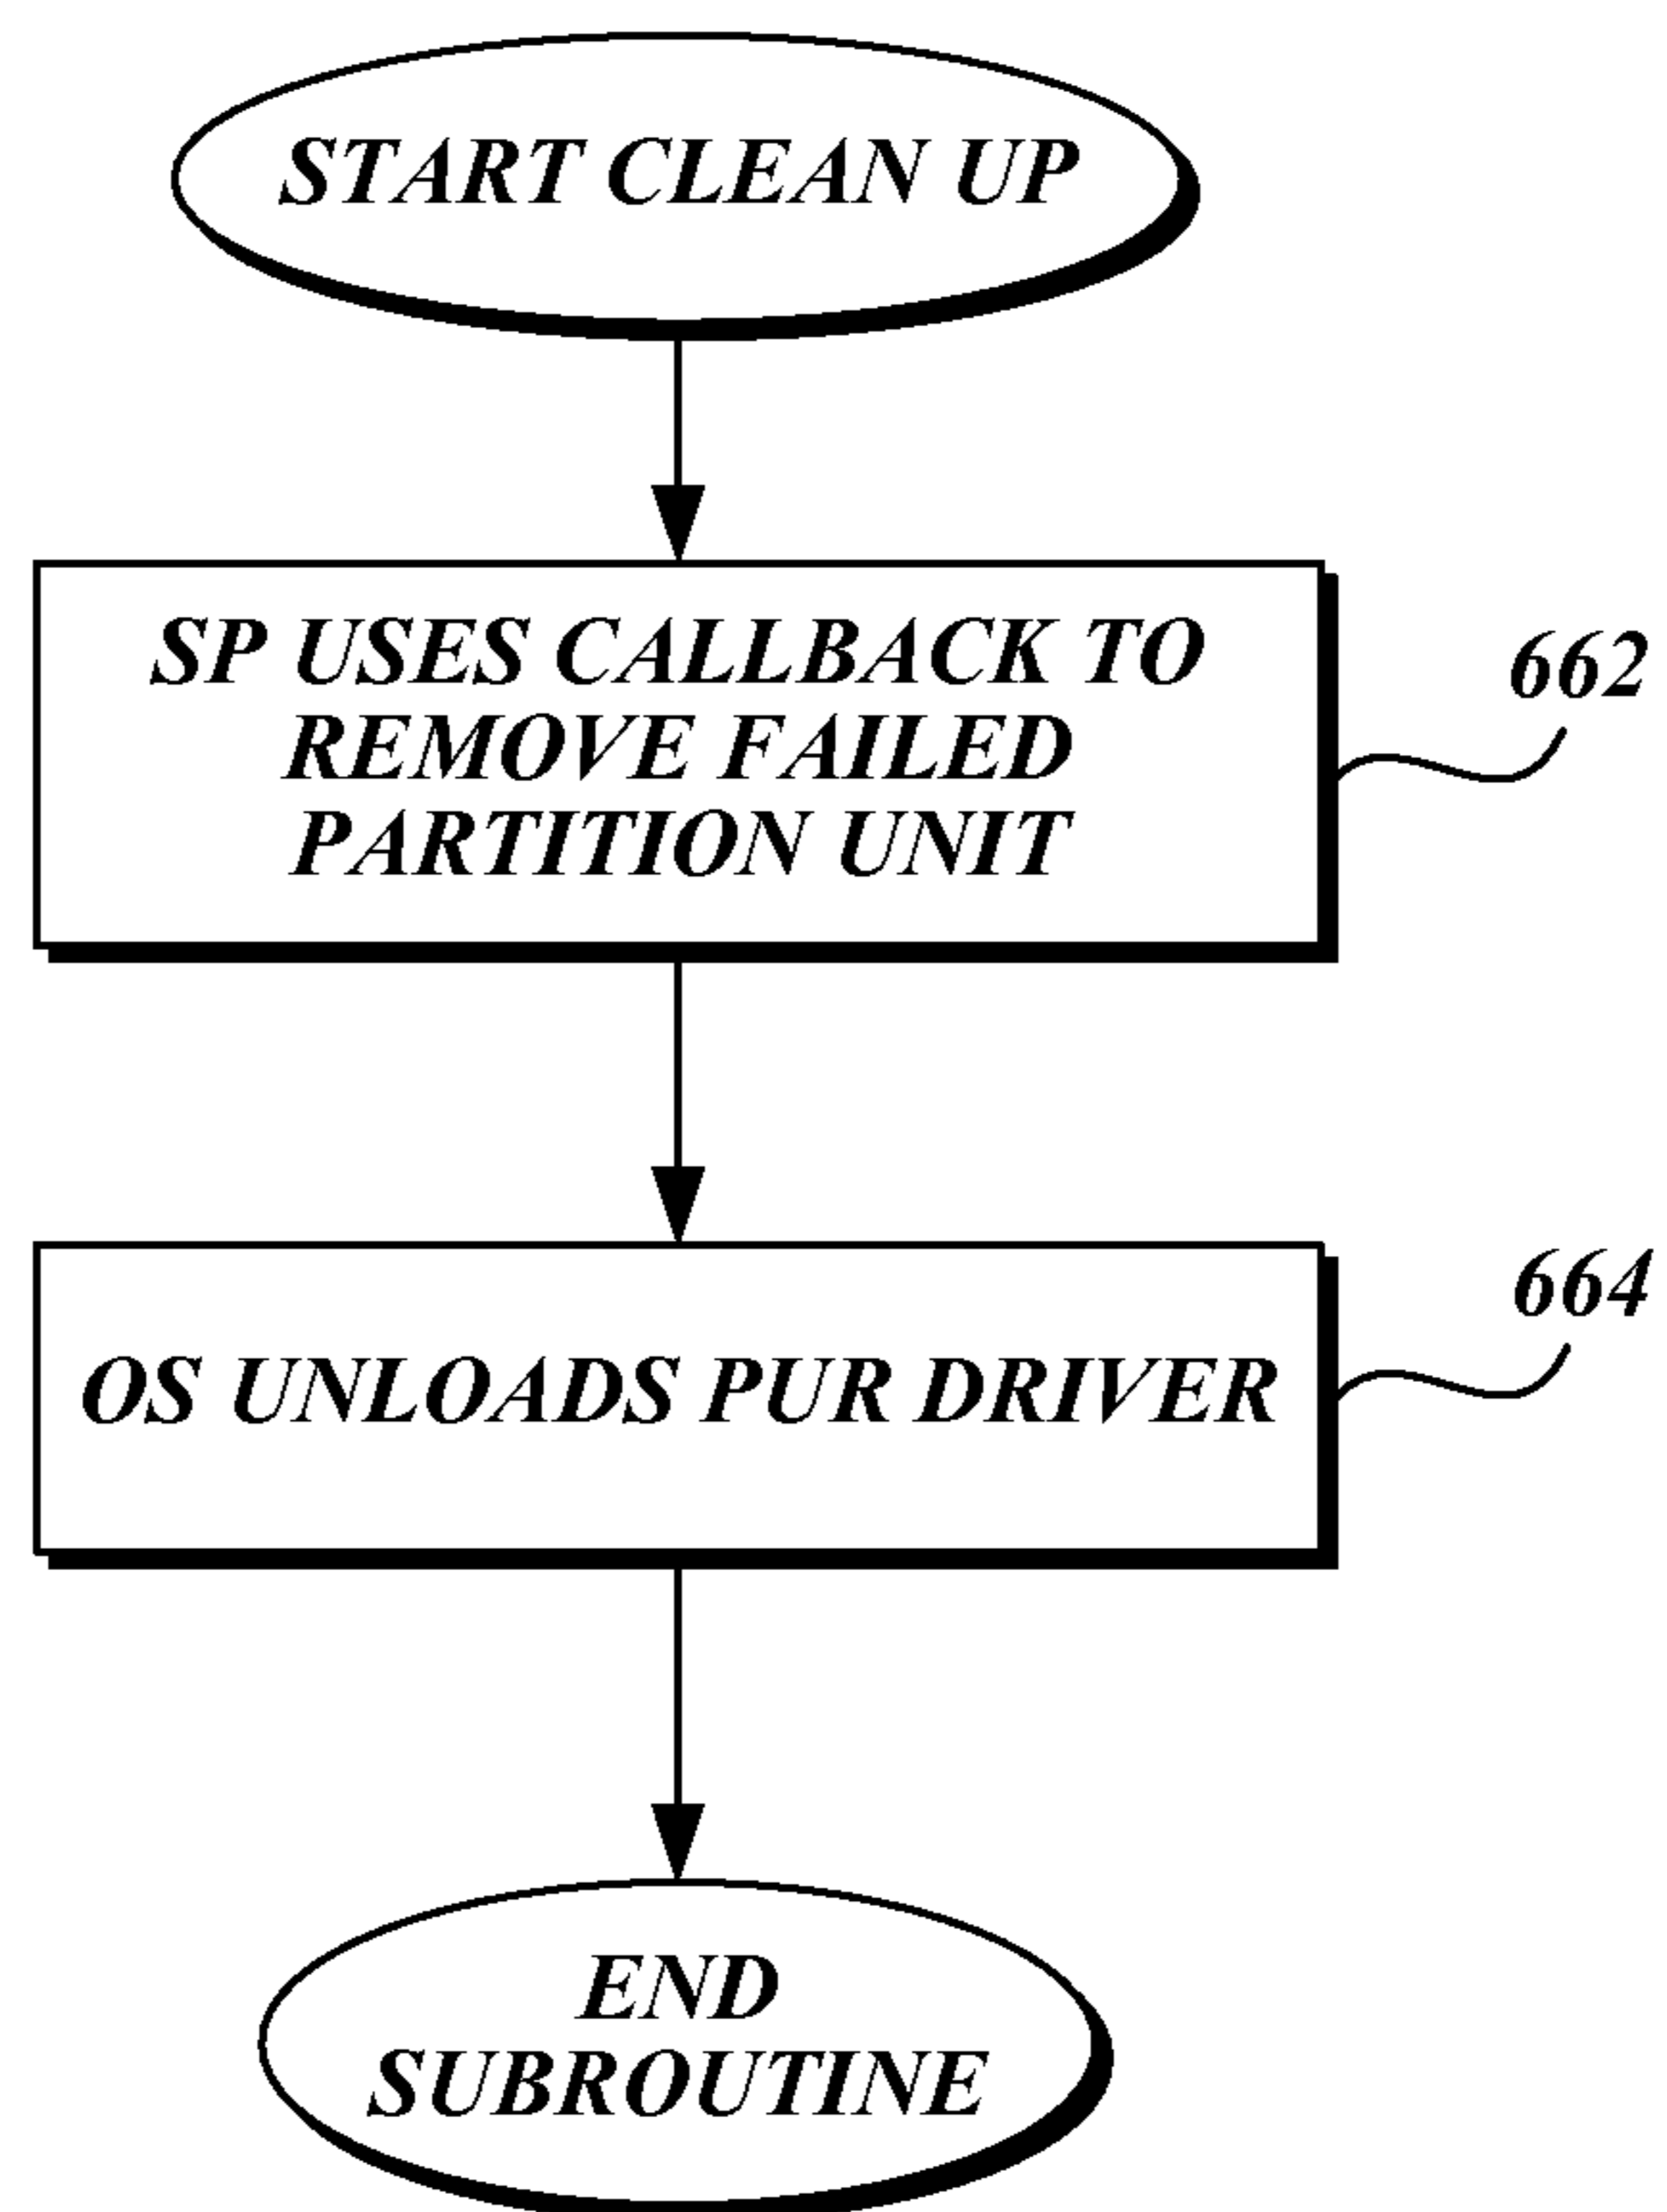 START CLEAN UP
SP USES CALLBACK TO
REMOVE FAILED
PARTITION UNIT
662
OS UNLOADS PUR DRIVER
664
END
SUBROUTINE